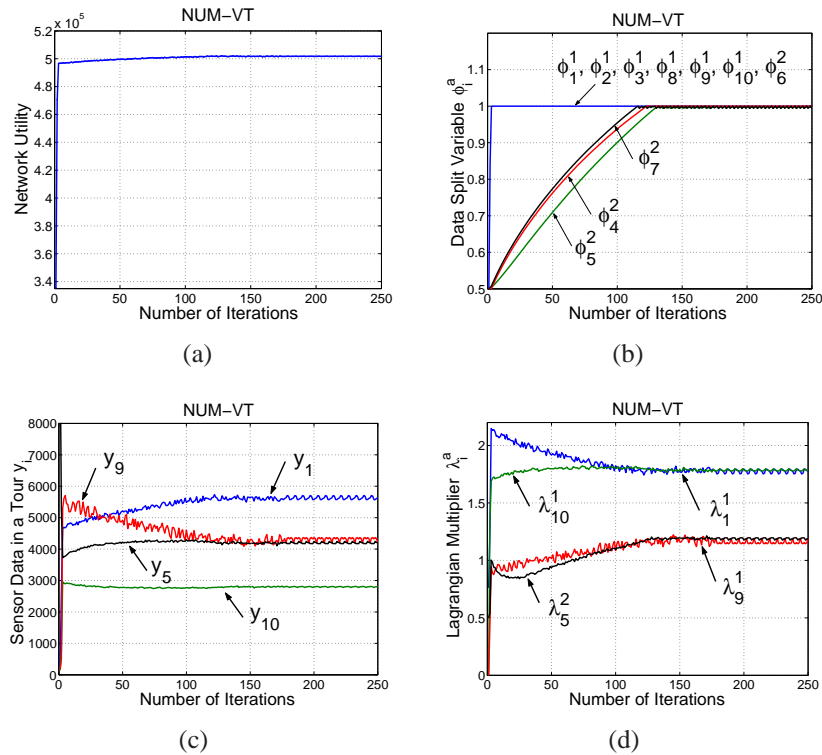 NUM−VT
x 10^5
5.2
5
4.8
4.6
4.4
4.2
4
3.8
3.6
3.4
0 50 100 150 200 250
Network Utility
Number of Iterations
(a)
NUM−VT
ϕ_1^1, ϕ_2^1, ϕ_3^1, ϕ_8^1, ϕ_9^1, ϕ_10^1, ϕ_6^2
1
0.9
0.8
0.7
0.6
0.5
0 50 100 150 200 250
ϕ_7^2
ϕ_4^2
ϕ_5^2
Data Split Variable ϕ_i^a
Number of Iterations
(b)
NUM−VT
8000
7000
6000
5000
4000
3000
2000
1000
0
0 50 100 150 200 250
y_9
y_1
y_5
y_10
Sensor Data in a Tour y_i
Number of Iterations
(c)
NUM−VT
2
1.5
1
0.5
0
0 50 100 150 200 250
λ_10^1
λ_1^1
λ_5^2
λ_9^1
Lagrangian Multiplier λ_i^a
Number of Iterations
(d)